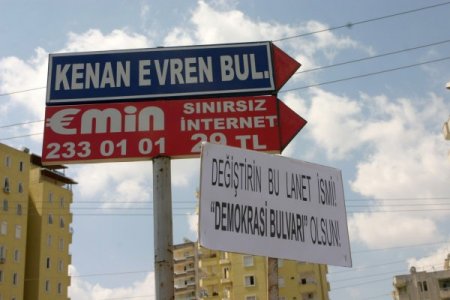 KENAN EVREN BUL.
€min SINIRSIZ
İNTERNET
233 01 01 29 TL
DEĞİŞTİRİN BU LANET İSMİ!
"DEMOKRASİ BULVARI" OLSUN!